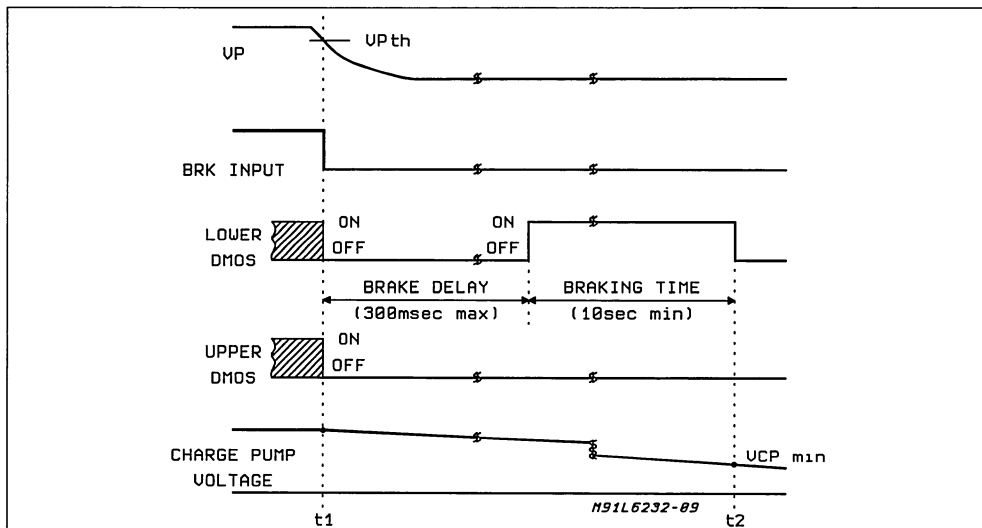 VPth
VP
BRK INPUT
ON ON
LOWER
OFF OFF
DMOS
BRAKE DELAY BRAKING TIME
(300msec max) (10sec min)
ON
UPPER
OFF
DMOS
CHARGE PUMP
VCP min
VOLTAGE
M91L6232-09
t1 t2